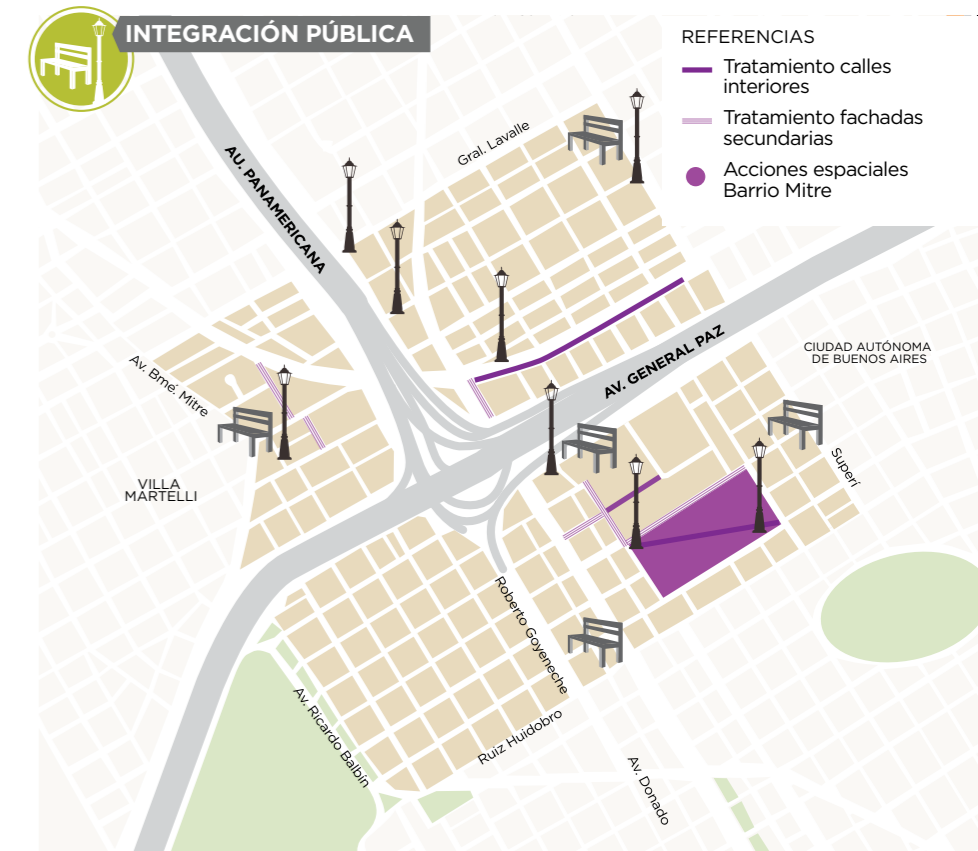 INTEGRACIÓN PÚBLICA
REFERENCIAS
Tratamiento calles
interiores
Tratamiento fachadas
secundarias
Acciones espaciales
Barrio Mitre
Gral. Lavalle
AU. PANAMERICANA
AV. GENERAL PAZ
CIUDAD AUTÓNOMA
DE BUENOS AIRES
Av. Bmé. Mitre
VILLA
MARTELLI
Superí
Roberto Goyeneche
Av. Ricardo Balbín
Ruiz Huidobro
Av. Donado